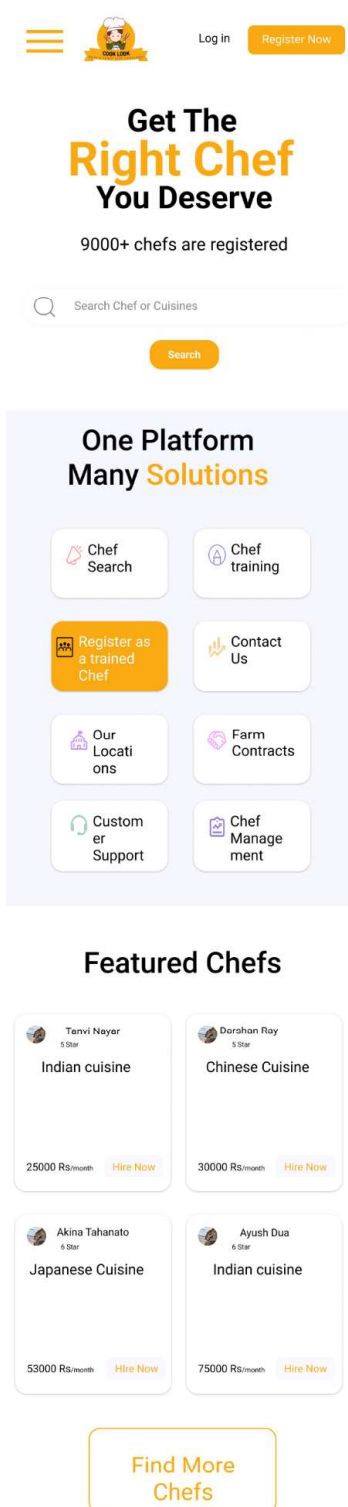 COOK LOOK
Log in
Register Now
Get The
Right Chef
You Deserve
9000+ chefs are registered
Search Chef or Cuisines
Search
One Platform
Many Solutions
Chef
Search
Chef
training
Register as
a trained
Chef
Contact
Us
Our
Locati
ons
Farm
Contracts
Custom
er
Support
Chef
Manage
ment
Featured Chefs
Tanvi Nayar
5 Star
Indian cuisine
25000 Rs/month
Hire Now
Darshan Ray
5 Star
Chinese Cuisine
30000 Rs/month
Hire Now
Akina Tahanato
6 Star
Japanese Cuisine
53000 Rs/month
HIre Now
Ayush Dua
6 Star
Indian cuisine
75000 Rs/month
Hire Now
Find More
Chefs